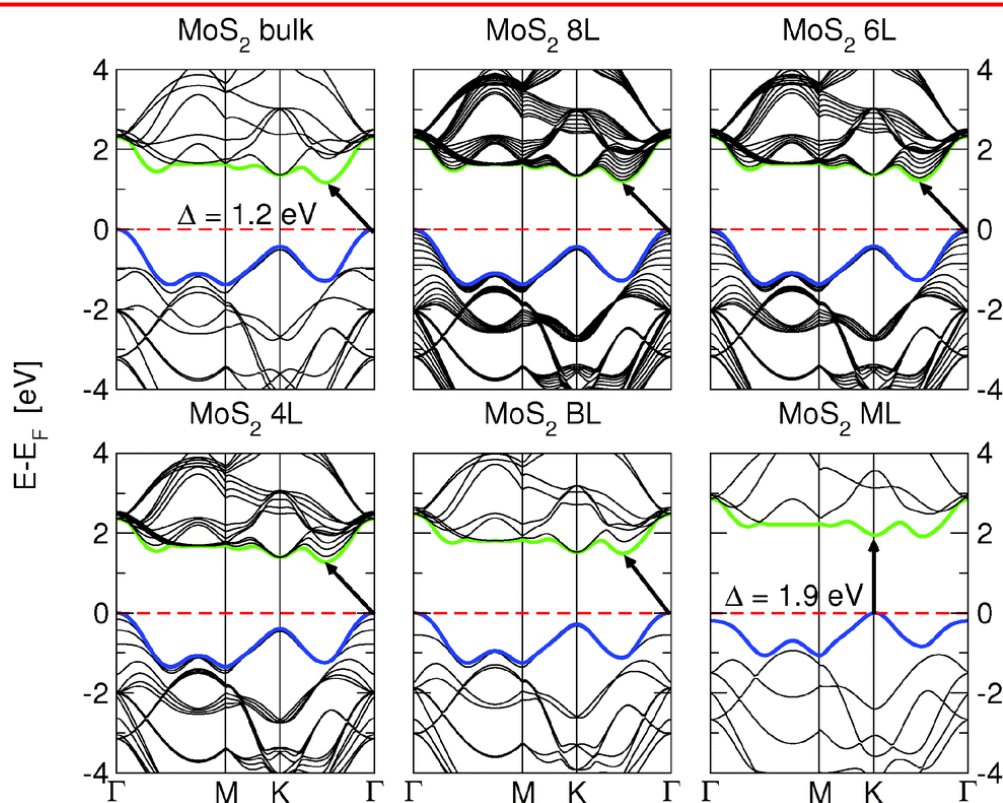 MoS₂ bulk MoS₂ 8L MoS₂ 6L
4 4
2 2
Δ = 1.2 eV
0 0
-2 -2
-4 -4
E-E_F [eV]
MoS₂ 4L MoS₂ BL MoS₂ ML
4 4
2 2
Δ = 1.9 eV
0 0
-2 -2
-4 -4
Γ M K Γ M K Γ M K Γ